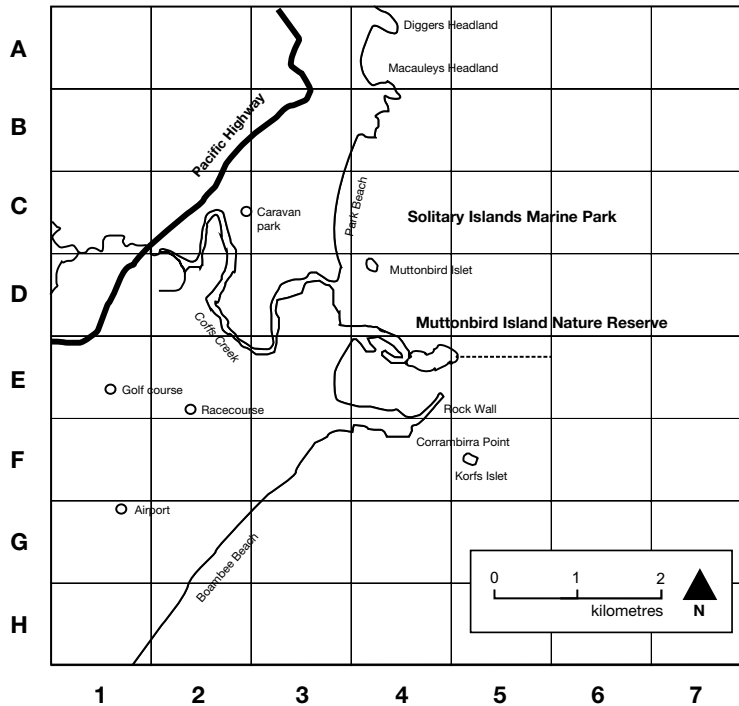 Diggers Headland
A
Macauleys Headland
Pacific Highway
B
C
Caravan
park
Park Beach
Solitary Islands Marine Park
Muttonbird Islet
D
Coffs Creek
Muttonbird Island Nature Reserve
E
Golf course
Racecourse
Rock Wall
Corrambirra Point
F
Korfs Islet
Airport
G
Boambee Beach
0 1 2
kilometres
N
H
1 2 3 4 5 6 7